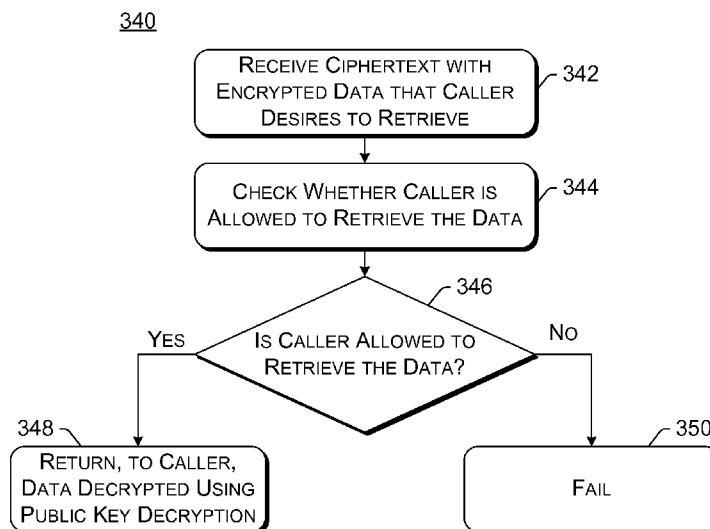 340
RECEIVE CIPHERTEXT WITH
ENCRYPTED DATA THAT CALLER
DESIRES TO RETRIEVE
342
CHECK WHETHER CALLER IS
ALLOWED TO RETRIEVE THE DATA
344
346
IS CALLER ALLOWED TO
RETRIEVE THE DATA?
YES
NO
348
RETURN, TO CALLER,
DATA DECRYPTED USING
PUBLIC KEY DECRYPTION
350
FAIL